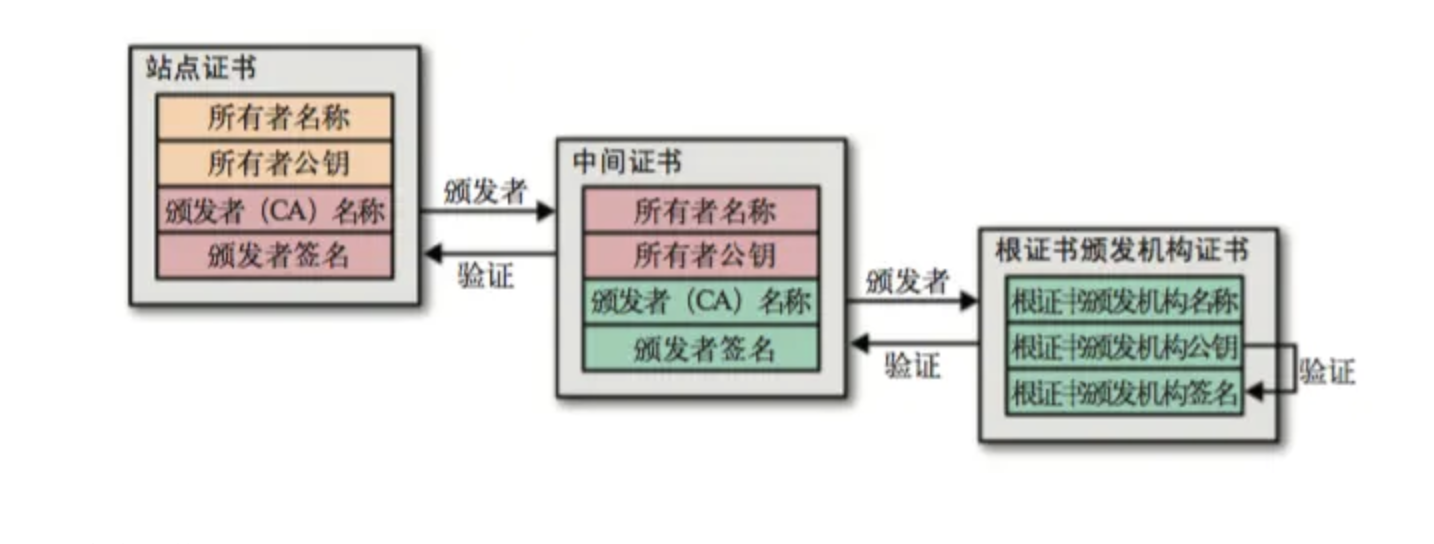 站点证书
所有者名称
所有者公钥
颁发者（CA）名称
颁发者签名
颁发者
验证
中间证书
所有者名称
所有者公钥
颁发者（CA）名称
颁发者签名
颁发者
验证
根证书颁发机构证书
根证书颁发机构名称
根证书颁发机构公钥
根证书颁发机构签名
验证